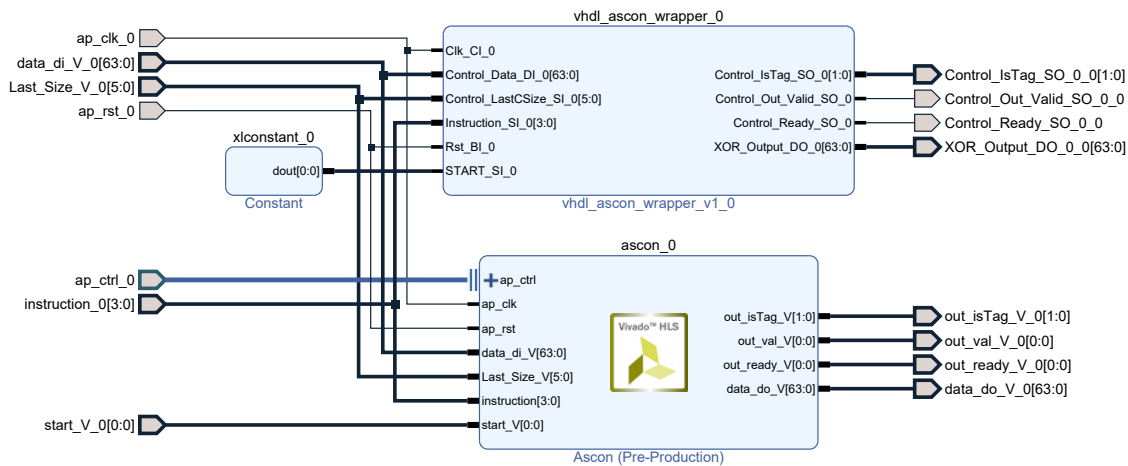 vhdl_ascon_wrapper_0
ap_clk_0
data_di_V_0[63:0]
Last_Size_V_0[5:0]
ap_rst_0
Clk_CI_0
Control_Data_DI_0[63:0]
Control_LastCSize_SI_0[5:0]
Instruction_SI_0[3:0]
Rst_BI_0
START_SI_0
Control_IsTag_SO_0[1:0]
Control_Out_Valid_SO_0
Control_Ready_SO_0
XOR_Output_DO_0[63:0]
Control_IsTag_SO_0_0[1:0]
Control_Out_Valid_SO_0_0
Control_Ready_SO_0_0
XOR_Output_DO_0_0[63:0]
xlconstant_0
dout[0:0]
Constant
vhdl_ascon_wrapper_v1_0
ascon_0
ap_ctrl_0
instruction_0[3:0]
start_V_0[0:0]
ap_ctrl
ap_clk
ap_rst
data_di_V[63:0]
Last_Size_V[5:0]
instruction[3:0]
start_V[0:0]
Vivado™ HLS
out_isTag_V[1:0]
out_val_V[0:0]
out_ready_V[0:0]
data_do_V[63:0]
out_isTag_V_0[1:0]
out_val_V_0[0:0]
out_ready_V_0[0:0]
data_do_V_0[63:0]
Ascon (Pre-Production)